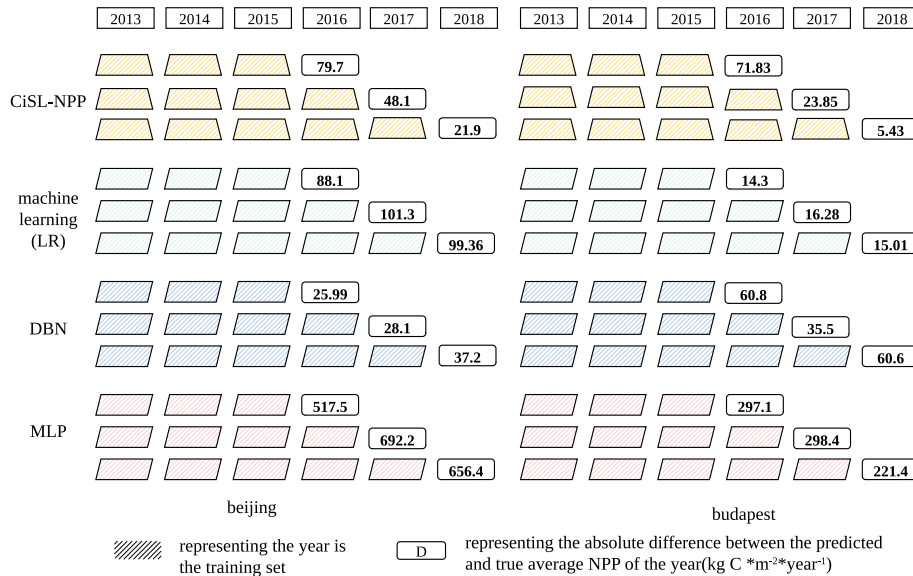 2013 2014 2015 2016 2017 2018 2013 2014 2015 2016 2017 2018
79.7 71.83
CiSL-NPP 48.1 23.85
21.9 5.43
88.1 14.3
machine
learning 101.3 16.28
(LR) 99.36 15.01
25.99 60.8
DBN 28.1 35.5
37.2 60.6
517.5 297.1
MLP 692.2 298.4
656.4 221.4
beijing budapest
representing the year is
the training set
D representing the absolute difference between the predicted
and true average NPP of the year(kg C *m⁻²*year⁻¹)